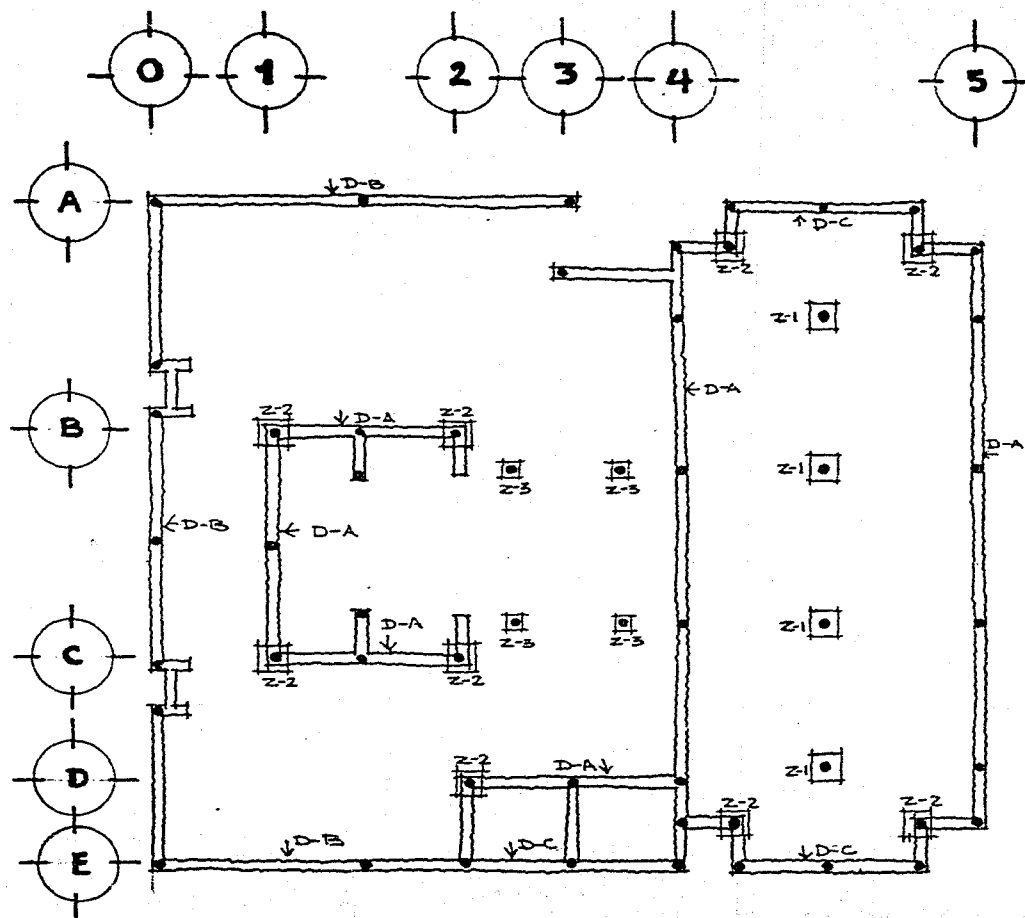 0 1 2 3 4 5
A
D-B
D-C
Z-2 Z-2
Z-1
D-A
B
Z-2 D-A Z-2
D-A
Z-3 Z-3 Z-1
D-B D-A
D-A
Z-3 Z-3 Z-1
C
Z-2 Z-2
D
Z-2 D-A Z-1
Z-2 Z-2
E
D-B D-C D-C